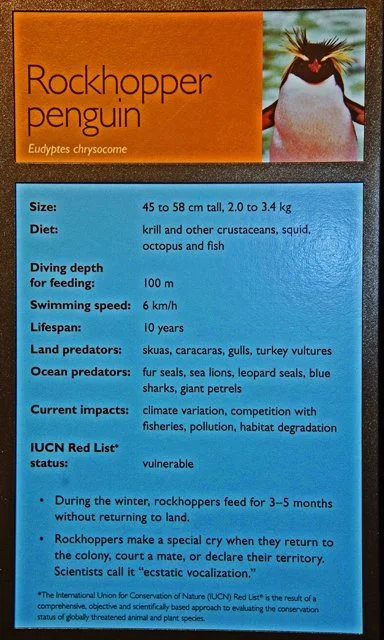 Rockhopper
penguin
Eudyptes chrysocome
Size: 45 to 58 cm tall, 2.0 to 3.4 kg
Diet: krill and other crustaceans, squid,
octopus and fish
Diving depth
for feeding: 100 m
Swimming speed: 6 km/h
Lifespan: 10 years
Land predators: skuas, caracaras, gulls, turkey vultures
Ocean predators: fur seals, sea lions, leopard seals, blue
sharks, giant petrels
Current impacts: climate variation, competition with
fisheries, pollution, habitat degradation
IUCN Red List*
status: vulnerable
• During the winter, rockhoppers feed for 3–5 months
without returning to land.
• Rockhoppers make a special cry when they return to
the colony, court a mate, or declare their territory.
Scientists call it “ecstatic vocalization.”
*The International Union for Conservation of Nature (IUCN) Red List* is the result of a
comprehensive, objective and scientifically based approach to evaluating the conservation
status of globally threatened animal and plant species.